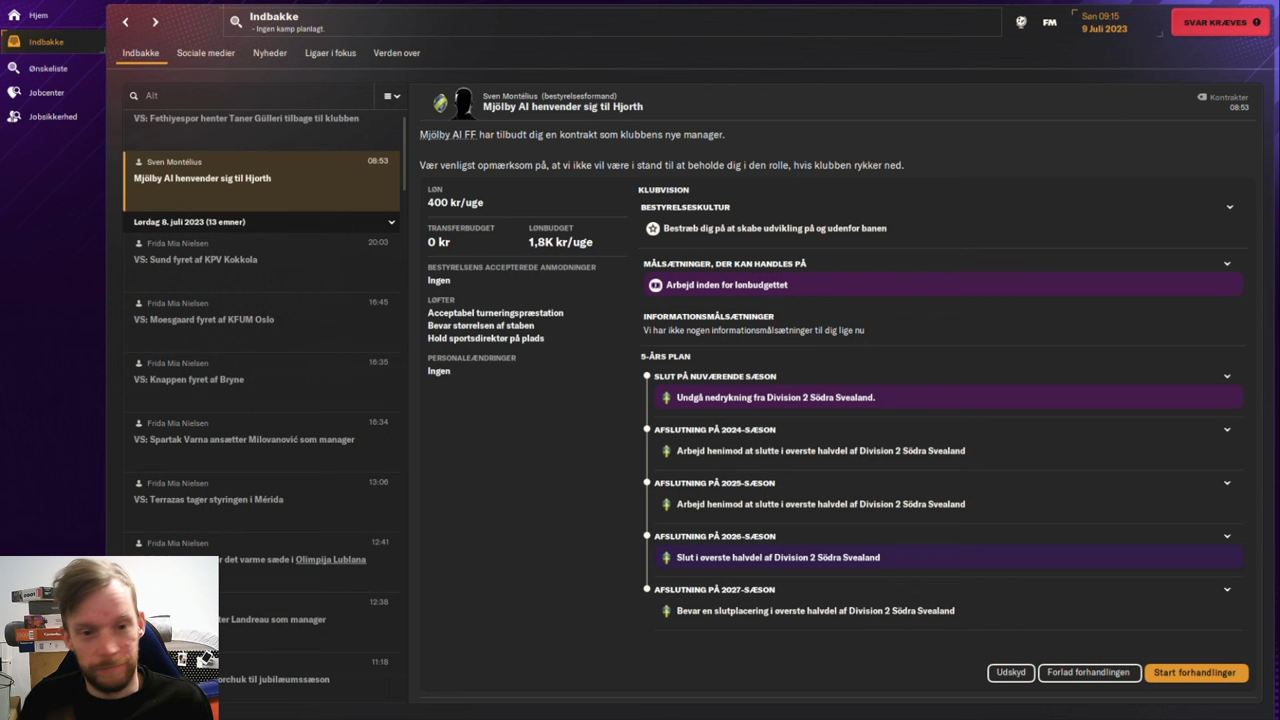 Hjem
Indbakke
Ønskeliste
Jobcenter
Jobsikkerhed
Indbakke
- Ingen kamp planlagt.
FM
Søn 09:15
9 Juli 2023
SVAR KRÆVES
Indbakke
Sociale medier
Nyheder
Ligaer i fokus
Verden over
Alt
VS: Fethiyespor henter Taner Gülleri tilbage til klubben
Sven Montélius
08:53
Mjölby AI henvender sig til Hjorth
Lørdag 8. juli 2023 (13 emner)
Frida Mia Nielsen
20:03
VS: Sund fyret af KPV Kokkola
Frida Mia Nielsen
16:45
VS: Moesgaard fyret af KFUM Oslo
Frida Mia Nielsen
16:35
VS: Knappen fyret af Bryne
Frida Mia Nielsen
16:34
VS: Spartak Varna ansætter Milovanović som manager
Frida Mia Nielsen
13:06
VS: Terrazas tager styringen i Mérida
Frida Mia Nielsen
12:41
det varme sæde i Olimpija Lublana
12:38
Landreau som manager
11:18
til jubilæumssæson
Sven Montélius (bestyrelsesformand)
Mjölby AI henvender sig til Hjorth
Kontrakter
08:53
Mjölby AI FF har tilbudt dig en kontrakt som klubbens nye manager.
Vær venligst opmærksom på, at vi ikke vil være i stand til at beholde dig i den rolle, hvis klubben rykker ned.
LØN
400 kr/uge
TRANSFERBUDGET
0 kr
LØNBUDGET
1,8K kr/uge
BESTYRELSENS ACCEPTEREDE ANMODNINGER
Ingen
LØFTER
Acceptabel turneringspræstation
Bevar størrelsen af staben
Hold sportsdirektør på plads
PERSONALEÆNDRINGER
Ingen
KLUBVISION
BESTYRELSESKULTUR
Bestræb dig på at skabe udvikling på og udenfor banen
MÅLSÆTNINGER, DER KAN HANDLES PÅ
Arbejd inden for lønbudgettet
INFORMATIONSMÅLSÆTNINGER
Vi har ikke nogen informationsmålsætninger til dig lige nu
5-ÅRS PLAN
SLUT PÅ NUVÆRENDE SÆSON
Undgå nedrykning fra Division 2 Södra Svealand.
AFSLUTNING PÅ 2024-SÆSON
Arbejd henimod at slutte i øverste halvdel af Division 2 Södra Svealand
AFSLUTNING PÅ 2025-SÆSON
Arbejd henimod at slutte i øverste halvdel af Division 2 Södra Svealand
AFSLUTNING PÅ 2026-SÆSON
Slut i øverste halvdel af Division 2 Södra Svealand
AFSLUTNING PÅ 2027-SÆSON
Bevar en slutplacering i øverste halvdel af Division 2 Södra Svealand
Udskyd
Forlad forhandlingen
Start forhandlinger